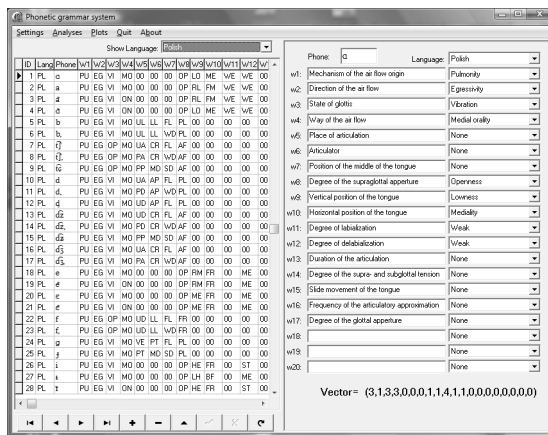 Phonetic grammar system
Settings Analyses Plots Quit About
Show Language: Polish
ID Lang Phone W1 W2 W3 W4 W5 W6 W7 W8 W9 W10 W11 W12 W
1 PL ɑ PU EG VI MO 00 00 00 OP LO ME WE WE 00
2 PL a PU EG VI MO 00 00 00 OP RL FM WE WE 00
3 PL PU EG VI ON 00 00 00 OP RL FM WE WE 00
4 PL PU EG VI ON 00 00 00 OP LO ME WE WE 00
5 PL b PU EG VI MO UL LL FL PL 00 00 00 00 00
6 PL b, PU EG VI MO UL LL WD PL 00 00 00 00 00
7 PL PU EG OP MO UA CR FL AF 00 00 00 00 00
8 PL PU EG OP MO PA CR WD AF 00 00 00 00 00
9 PL PU EG OP MO PP MD SD AF 00 00 00 00 00
10 PL d PU EG VI MO UA AP FL PL 00 00 00 00 00
11 PL d, PU EG VI MO PD AP WD PL 00 00 00 00 00
12 PL PU EG VI MO UD AP FL PL 00 00 00 00 00
13 PL PU EG VI MO UD CR FL AF 00 00 00 00 00
14 PL PU EG VI MO PD CR WD AF 00 00 00 00 00
15 PL PU EG VI MO PP MD SD AF 00 00 00 00 00
16 PL PU EG VI MO UA CR FL AF 00 00 00 00 00
17 PL PU EG VI MO PA CR WD AF 00 00 00 00 00
18 PL e PU EG VI MO 00 00 00 OP RM FR 00 ME 00
19 PL PU EG VI ON 00 00 00 OP RM FR 00 ME 00
20 PL PU EG VI MO 00 00 00 OP ME FR 00 ME 00
21 PL PU EG VI ON 00 00 00 OP ME FR 00 ME 00
22 PL f PU EG OP MO UD LL FL FR 00 00 00 00 00
23 PL f, PU EG OP MO UD LL WD FR 00 00 00 00 00
24 PL g PU EG VI MO VE PT FL PL 00 00 00 00 00
25 PL PU EG VI MO PT MD SD PL 00 00 00 00 00
26 PL i PU EG VI MO 00 00 00 OP HE FR 00 ST 00
27 PL PU EG VI MO 00 00 00 OP LH BF 00 ME 00
28 PL PU EG VI ON 00 00 00 OP HE FR 00 ST 00
Phone: ɑ Language: Polish
w1: Mechanism of the air flow origin Pulmonity
w2: Direction of the air flow Egressivity
w3: State of glottis Vibration
w4: Way of the air flow Medial orality
w5: Place of articulation None
w6: Articulator None
w7: Position of the middle of the tongue None
w8: Degree of the supraglottal apperture Openness
w9: Vertical position of the tongue Lowness
w10: Horizontal position of the tongue Mediality
w11: Degree of labialization Weak
w12: Degree of delabialization Weak
w13: Duration of the articulation None
w14: Degree of the supra- and subglottal tension None
w15: Slide movement of the tongue None
w16: Frequency of the articulatory approximation None
w17: Degree of the glottal apperture None
w18: None
w19: None
w20: None
Vector= (3,1,3,3,0,0,0,1,1,4,1,1,0,0,0,0,0,0,0,0)